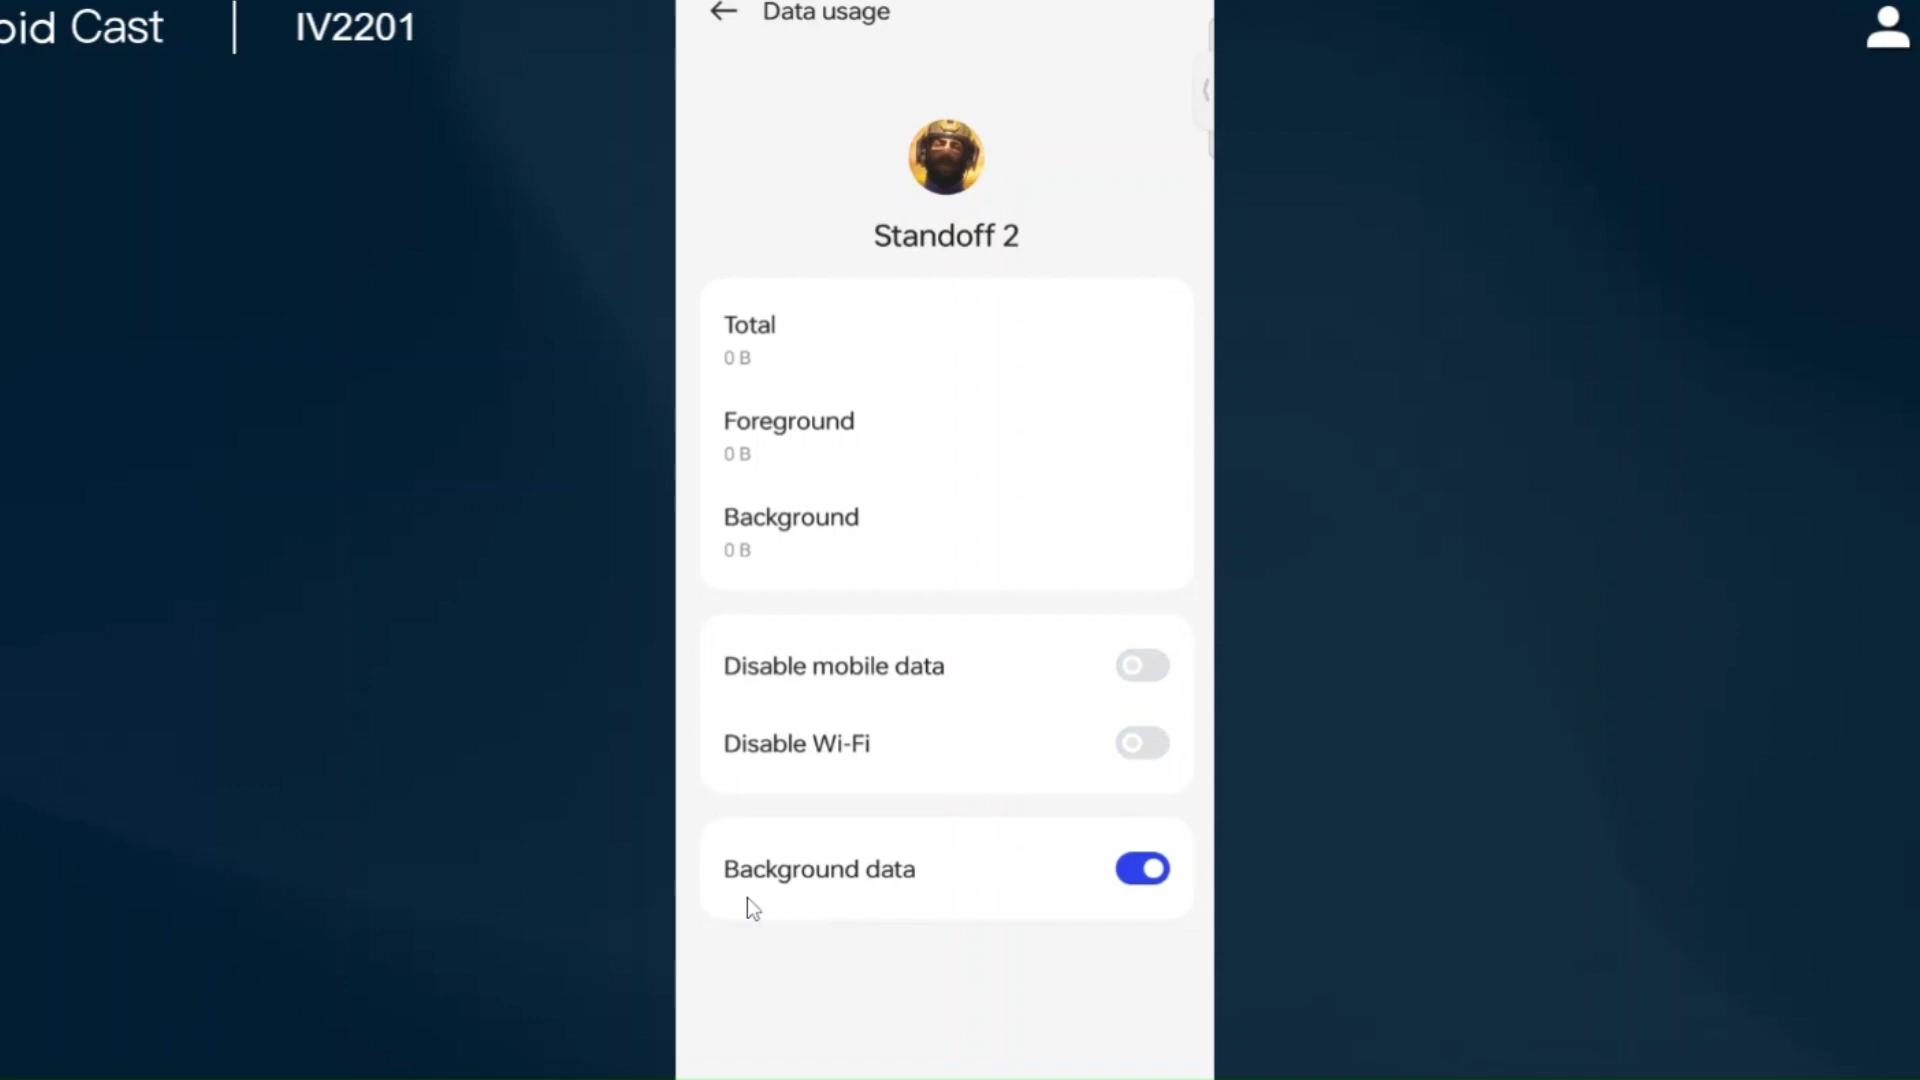 oid Cast | IV2201
Data usage
Standoff 2
Total
0 B
Foreground
0 B
Background
0 B
Disable mobile data
Disable Wi-Fi
Background data